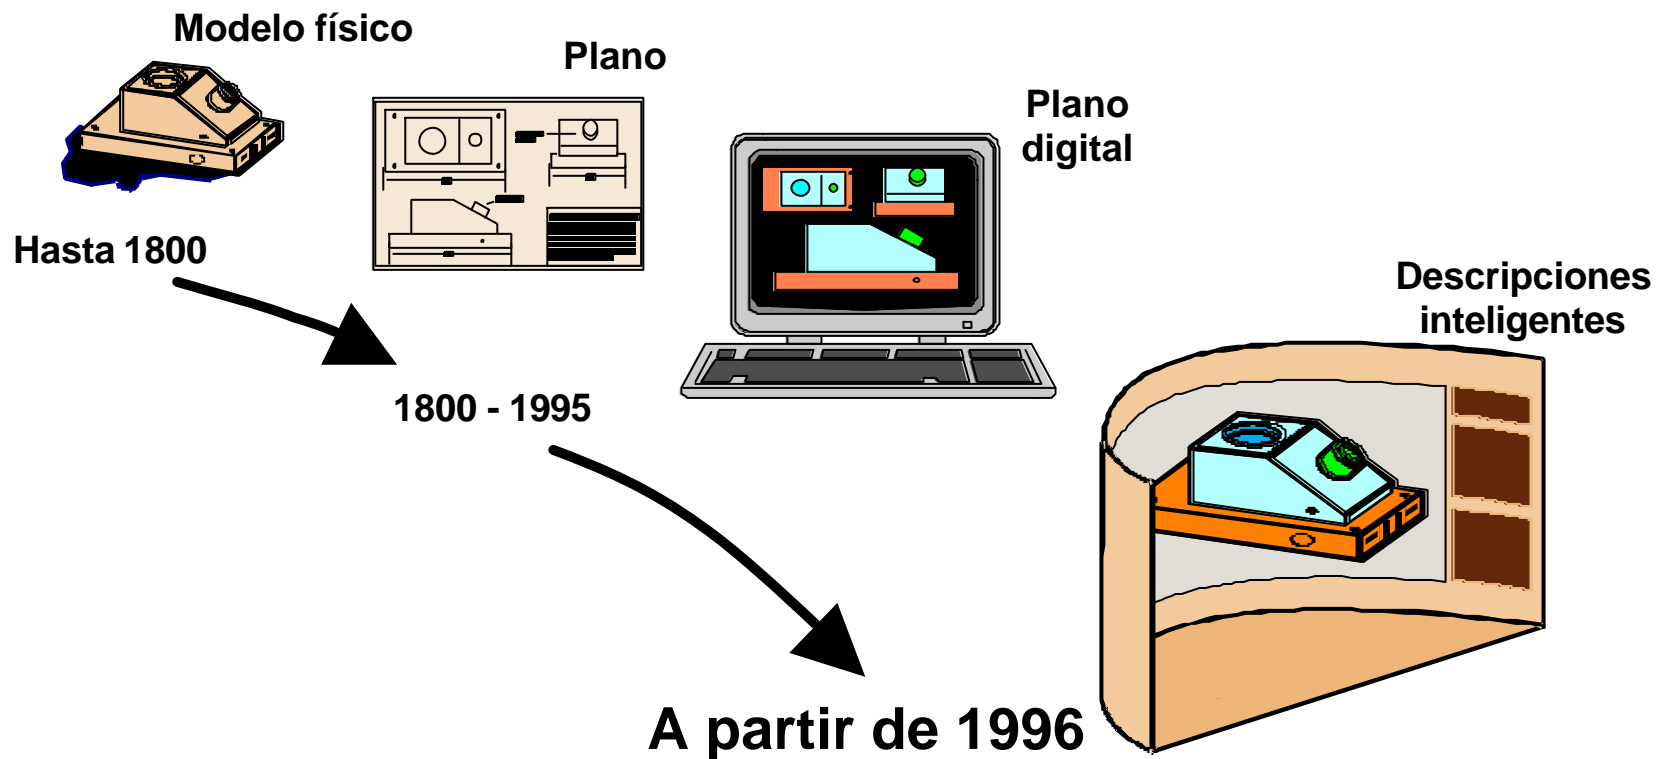 Modelo físico
Plano
Plano
digital
Hasta 1800
Descripciones
inteligentes
1800 - 1995
A partir de 1996